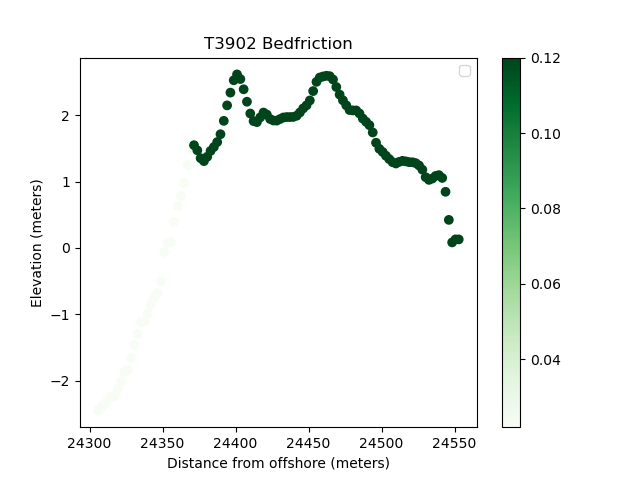 T3902 Bedfriction
Elevation (meters)
2
1
0
−1
−2
24300 24350 24400 24450 24500 24550
Distance from offshore (meters)
0.12
0.10
0.08
0.06
0.04